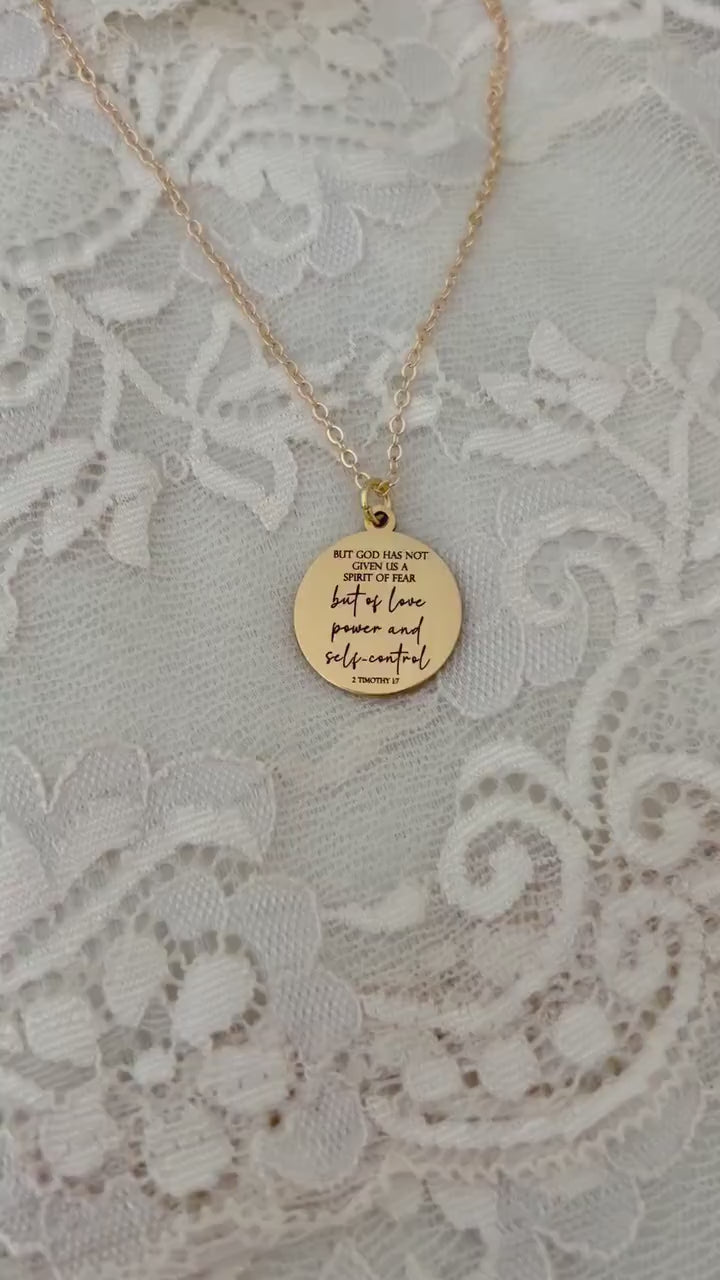 BUT GOD HAS NOT
GIVEN US A
SPIRIT OF FEAR
but of love
power and
self-control
2 TIMOTHY 1:7